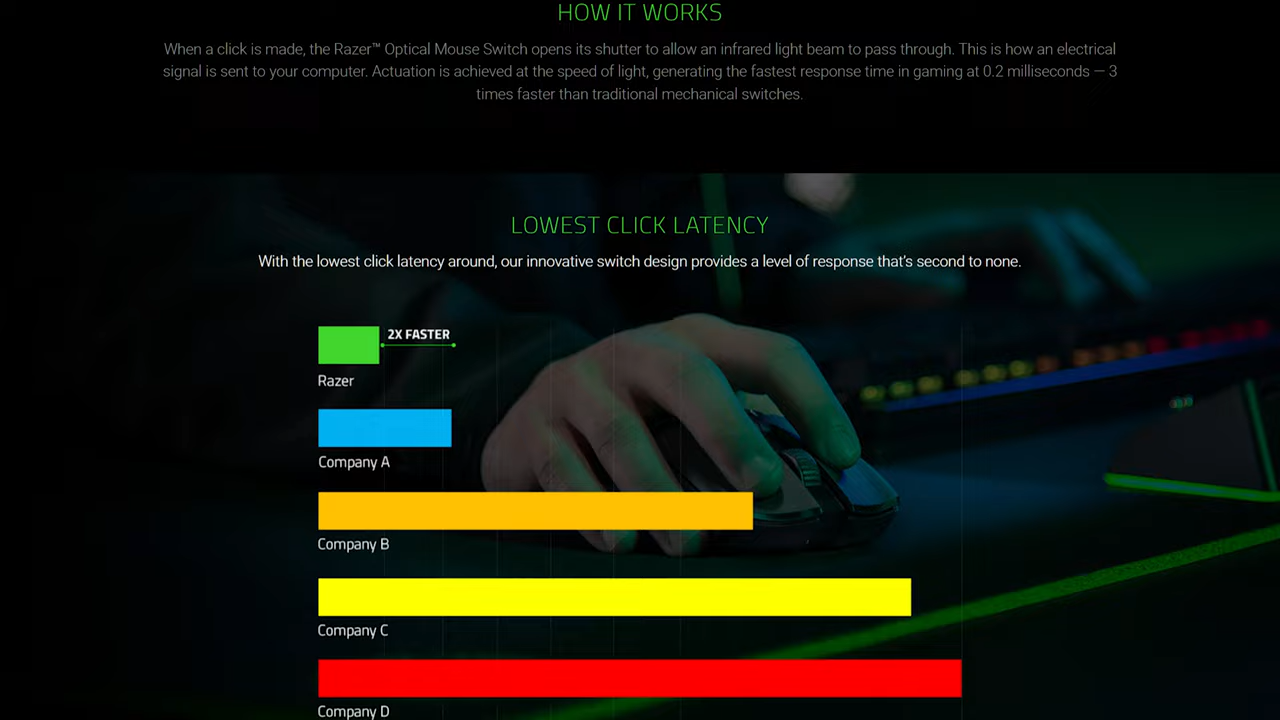 HOW IT WORKS
When a click is made, the Razer™ Optical Mouse Switch opens its shutter to allow an infrared light beam to pass through. This is how an electrical
signal is sent to your computer. Actuation is achieved at the speed of light, generating the fastest response time in gaming at 0.2 milliseconds — 3
times faster than traditional mechanical switches.
LOWEST CLICK LATENCY
With the lowest click latency around, our innovative switch design provides a level of response that's second to none.
2X FASTER
Razer
Company A
Company B
Company C
Company D